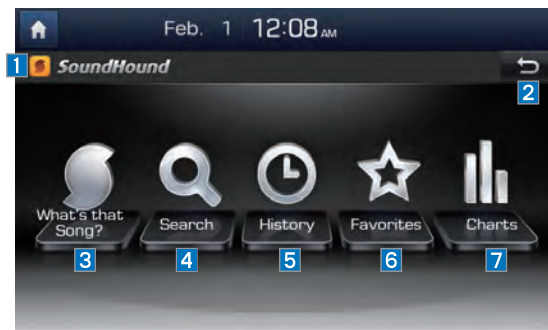 Feb. 1 12:08 AM
1 SoundHound
2
What's that
Song?
Search
History
Favorites
Charts
3
4
5
6
7